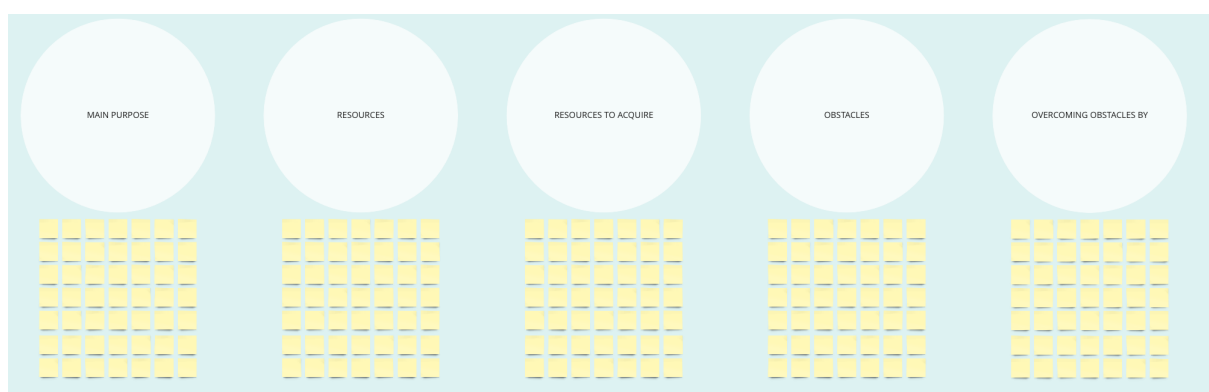 MAIN PURPOSE
RESOURCES
RESOURCES TO ACQUIRE
OBSTACLES
OVERCOMING OBSTACLES BY